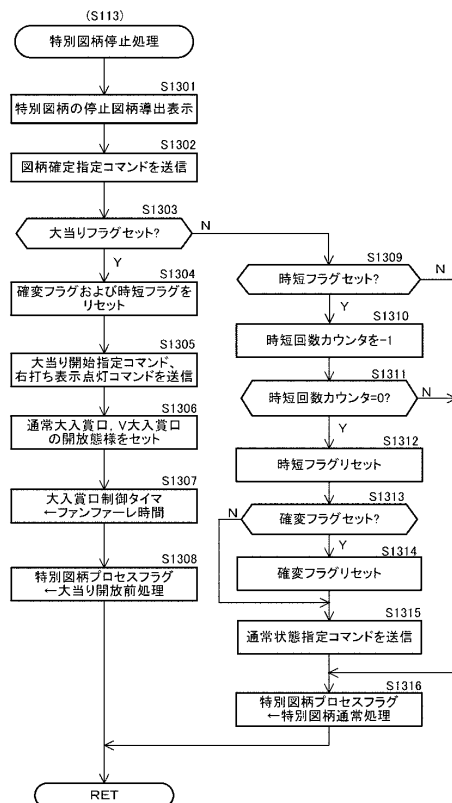 (S113)
特別図柄停止処理
S1301
特別図柄の停止図柄導出表示
S1302
図柄確定指定コマンドを送信
S1303
大当りフラグセット?
N
Y
S1304
確変フラグおよび時短フラグを
リセット
S1305
大当り開始指定コマンド、
右打ち表示点灯コマンドを送信
S1306
通常大入賞口，V大入賞口
の開放態様をセット
S1307
大入賞口制御タイマ
←ファンファーレ時間
S1308
特別図柄プロセスフラグ
←大当り開放前処理
S1309
時短フラグセット?
N
Y
S1310
時短回数カウンタを-1
S1311
時短回数カウンタ=0?
N
Y
S1312
時短フラグリセット
S1313
確変フラグセット?
N
Y
S1314
確変フラグリセット
S1315
通常状態指定コマンドを送信
S1316
特別図柄プロセスフラグ
←特別図柄通常処理
RET